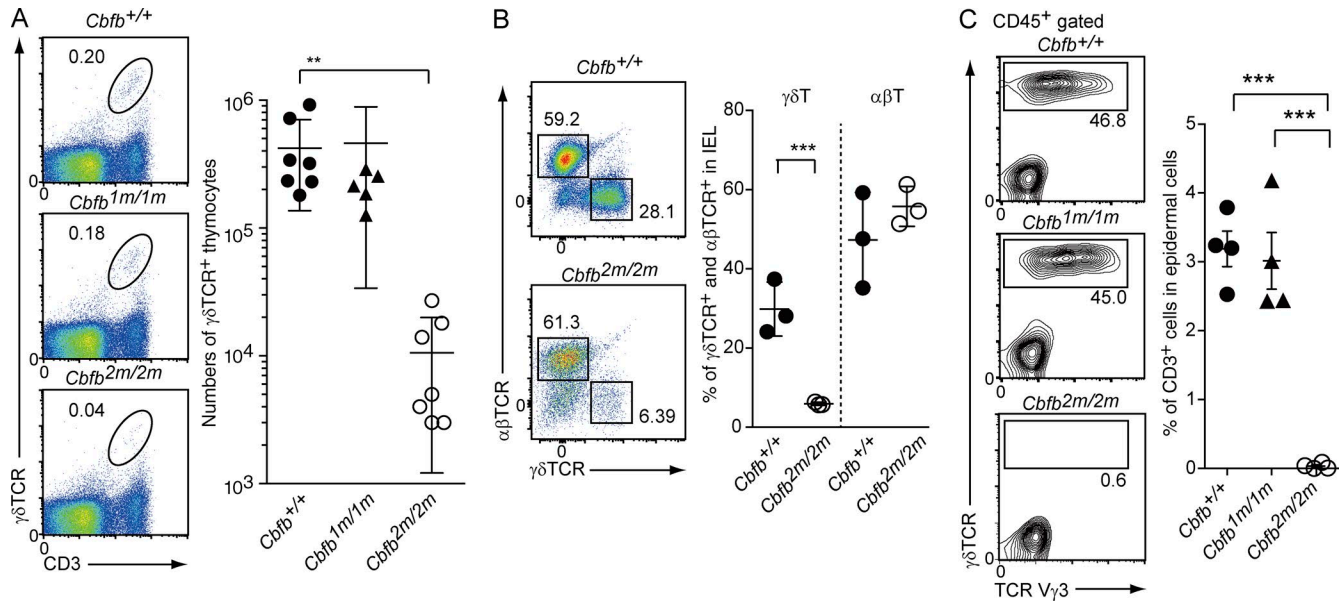 A
Cbfb+/+
0.20
Cbfb1m/1m
0.18
Cbfb2m/2m
0.04
γδTCR
0
0
CD3
**
Numbers of γδTCR+ thymocytes
10^6
10^5
10^4
10^3
Cbfb+/+
Cbfb1m/1m
Cbfb2m/2m
B
Cbfb+/+
59.2
28.1
0
0
Cbfb2m/2m
61.3
6.39
0
0
αβTCR
γδTCR
γδT
αβT
***
% of γδTCR+ and αβTCR+ in IEL
80
60
40
20
0
Cbfb+/+
Cbfb2m/2m
Cbfb+/+
Cbfb2m/2m
C
CD45+ gated
Cbfb+/+
46.8
0
Cbfb1m/1m
45.0
0
Cbfb2m/2m
0.6
0
0
γδTCR
TCR Vγ3
***
***
% of CD3+ cells in epidermal cells
5
4
3
2
1
0
Cbfb+/+
Cbfb1m/1m
Cbfb2m/2m